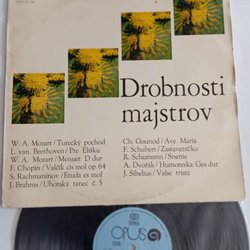 Drobnosti
majstrov
W. A. Mozart / Turecký pochod
L. van Beethoven / Pre Elišku
W. A. Mozart / Menuet D dur
F. Chopin / Valčík cis mol op. 64
S. Rachmaninov / Etuda es mol
J. Brahms / Uhorský tanec č. 5
Ch. Gounod / Ave Maria
F. Schubert / Zastaveníčko
R. Schumann / Snenie
A. Dvořák / Humoreska Ges dur
J. Sibelius / Valse triste
OPUS